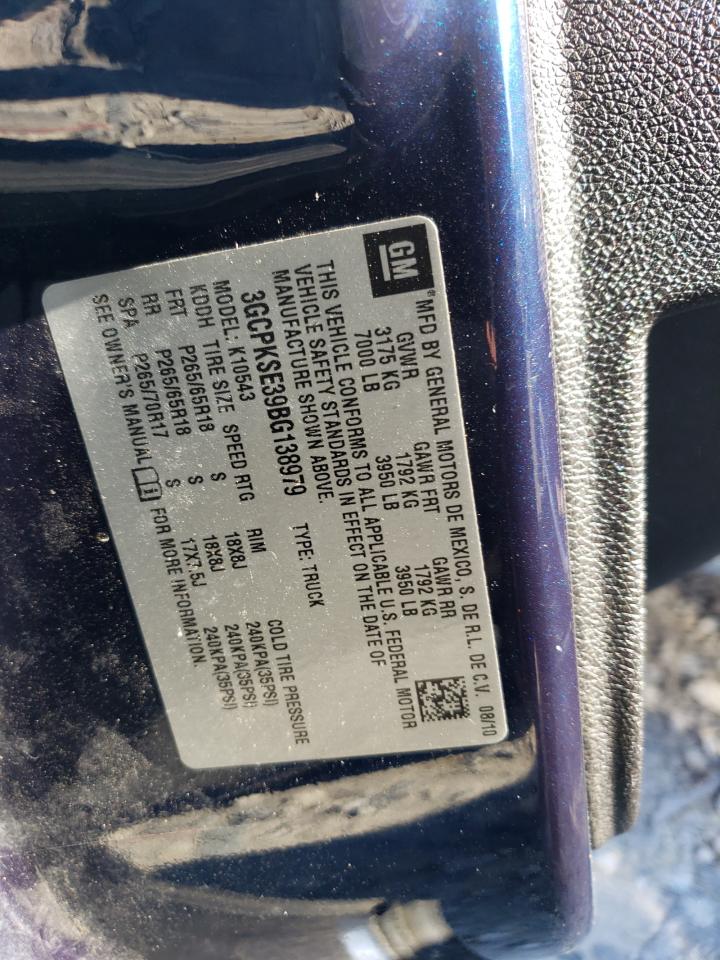 GM
®MFD BY GENERAL MOTORS DE MEXICO, S. DE R.L. DE C.V. 08/10
GVWR GAWR FRT GAWR RR
3175 KG 1792 KG 1792 KG
7000 LB 3950 LB 3950 LB
THIS VEHICLE CONFORMS TO ALL APPLICABLE U.S. FEDERAL MOTOR
VEHICLE SAFETY STANDARDS IN EFFECT ON THE DATE OF
MANUFACTURE SHOWN ABOVE.
3GCPKSE39BG138979 TYPE: TRUCK
MODEL: K10543
KDDH TIRE SIZE SPEED RTG RIM COLD TIRE PRESSURE
FRT P265/65R18 S 18X8J 240KPA(35PSI)
RR P265/65R18 S 18X8J 240KPA(35PSI)
SPA P265/70R17 S 17X7.5J 240KPA(35PSI)
SEE OWNER'S MANUAL FOR MORE INFORMATION.